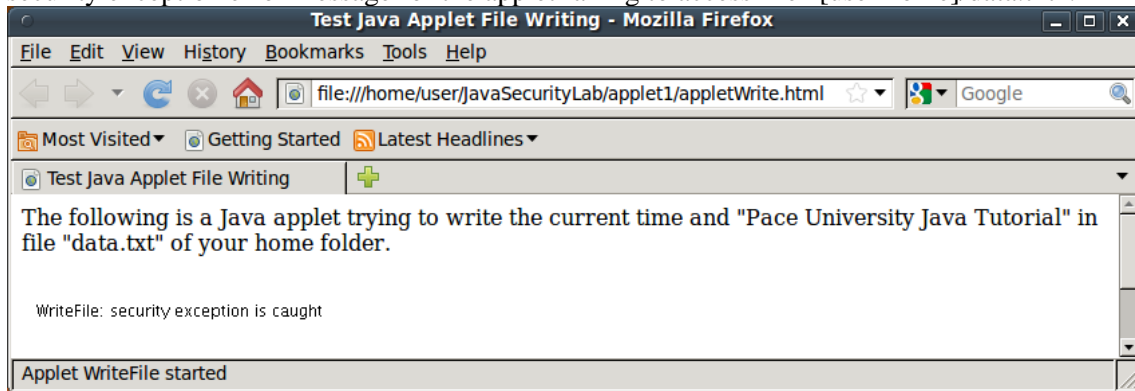 Test Java Applet File Writing - Mozilla Firefox
File Edit View History Bookmarks Tools Help
file:///home/user/JavaSecurityLab/applet1/appletWrite.html Google
Most Visited Getting Started Latest Headlines
Test Java Applet File Writing
The following is a Java applet trying to write the current time and "Pace University Java Tutorial" in
file "data.txt" of your home folder.
WriteFile: security exception is caught
Applet WriteFile started